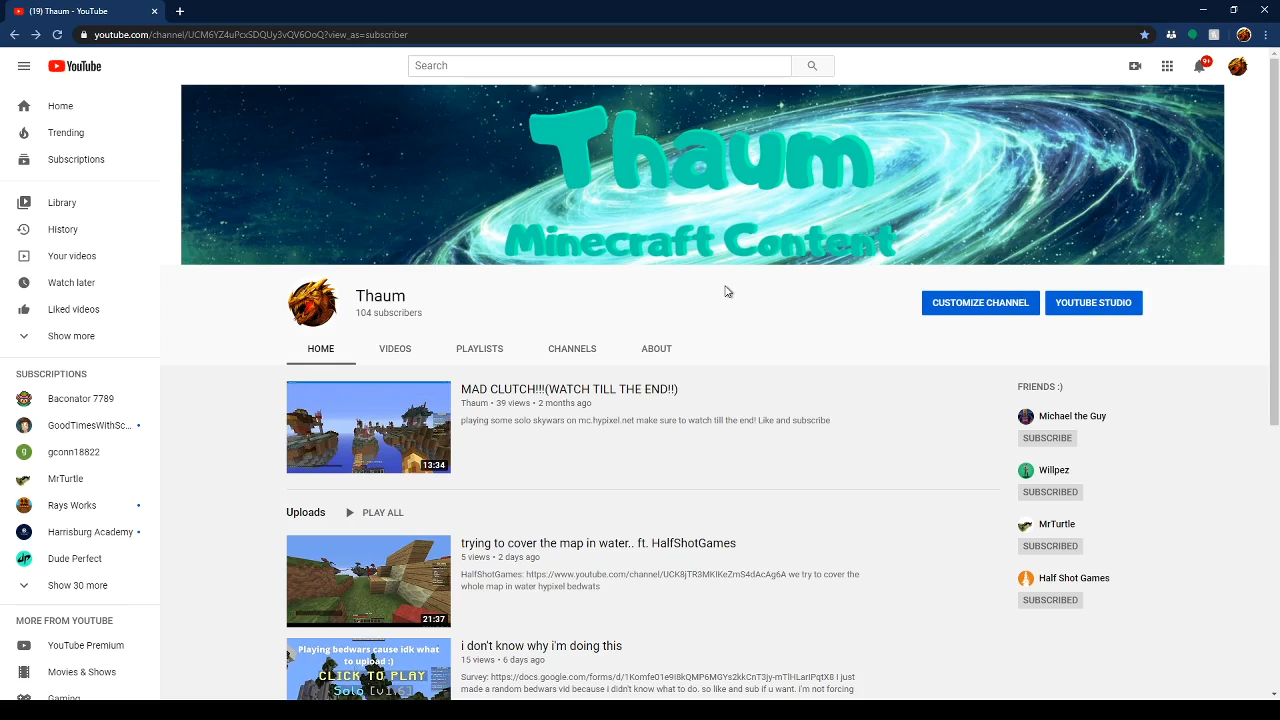 (19) Thaum - YouTube
youtube.com/channel/UCM6YZ4uPcxSDQUy3vQV6OoQ?view_as=subscriber
YouTube
Search
9+
Home
Trending
Subscriptions
Library
History
Your videos
Watch later
Liked videos
Show more
SUBSCRIPTIONS
Baconator 7789
GoodTimesWithSc...
gconn18822
MrTurtle
Rays Works
Harrisburg Academy
Dude Perfect
Show 30 more
MORE FROM YOUTUBE
YouTube Premium
Movies & Shows
Gaming
Thaum
Minecraft Content
Thaum
104 subscribers
CUSTOMIZE CHANNEL
YOUTUBE STUDIO
HOME
VIDEOS
PLAYLISTS
CHANNELS
ABOUT
MAD CLUTCH!!!(WATCH TILL THE END!!)
Thaum • 39 views • 2 months ago
playing some solo skywars on mc.hypixel.net make sure to watch till the end! Like and subscribe
13:34
Uploads
PLAY ALL
trying to cover the map in water.. ft. HalfShotGames
5 views • 2 days ago
HalfShotGames: https://www.youtube.com/channel/UCK8jTR3MKIKeZmS4dAcAg6A we try to cover the
whole map in water hypixel bedwats
21:37
i don't know why i'm doing this
15 views • 6 days ago
Survey: https://docs.google.com/forms/d/1Komfe01e9I8kQMP6MGYs2kkCnT3jy-mTlHLarIPqtX8 I just
made a random bedwars vid because I didn't know what to do. so like and sub if u want. i'm not forcing
Playing bedwars cause idk what
to upload :)
CLICK TO PLAY
Solo [v1.6]
FRIENDS :)
Michael the Guy
SUBSCRIBE
Willpez
SUBSCRIBED
MrTurtle
SUBSCRIBED
Half Shot Games
SUBSCRIBED